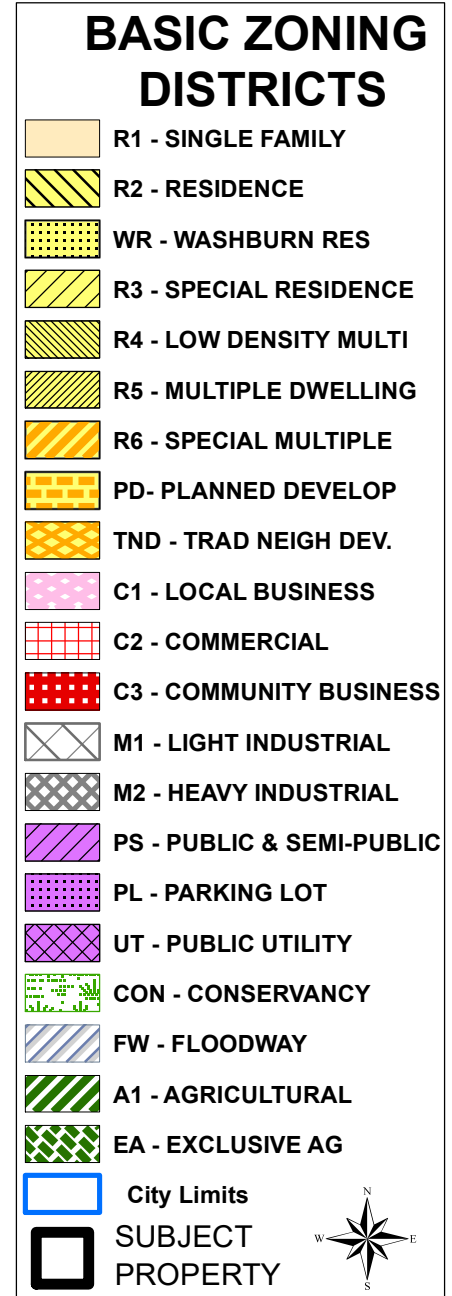 BASIC ZONING
DISTRICTS
R1 - SINGLE FAMILY
R2 - RESIDENCE
WR - WASHBURN RES
R3 - SPECIAL RESIDENCE
R4 - LOW DENSITY MULTI
R5 - MULTIPLE DWELLING
R6 - SPECIAL MULTIPLE
PD- PLANNED DEVELOP
TND - TRAD NEIGH DEV.
C1 - LOCAL BUSINESS
C2 - COMMERCIAL
C3 - COMMUNITY BUSINESS
M1 - LIGHT INDUSTRIAL
M2 - HEAVY INDUSTRIAL
PS - PUBLIC & SEMI-PUBLIC
PL - PARKING LOT
UT - PUBLIC UTILITY
CON - CONSERVANCY
FW - FLOODWAY
A1 - AGRICULTURAL
EA - EXCLUSIVE AG
City Limits
SUBJECT
PROPERTY
N
W E
S